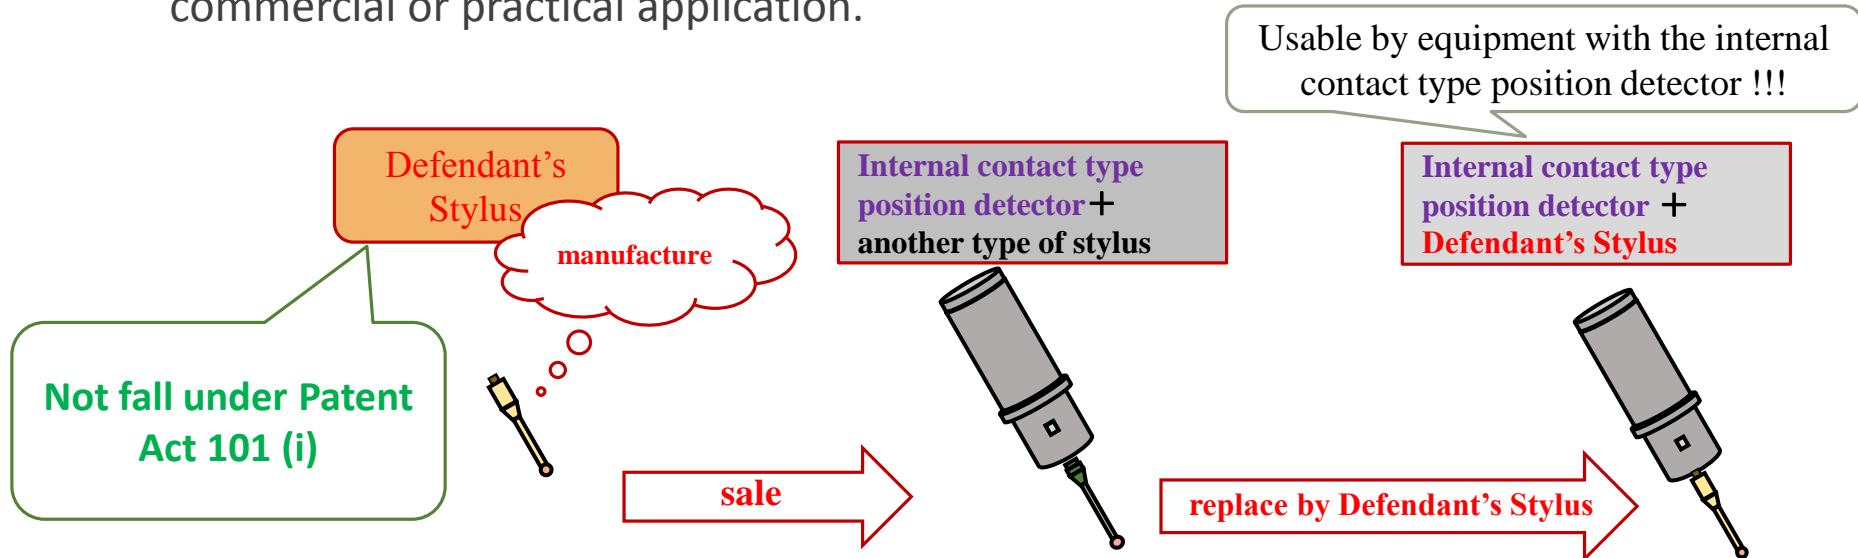 commercial or practical application.
Usable by equipment with the internal
contact type position detector !!!
Defendant’s
Stylus
manufacture
Internal contact type
position detector+
another type of stylus
Internal contact type
position detector +
Defendant’s Stylus
Not fall under Patent
Act 101 (i)
sale
replace by Defendant’s Stylus